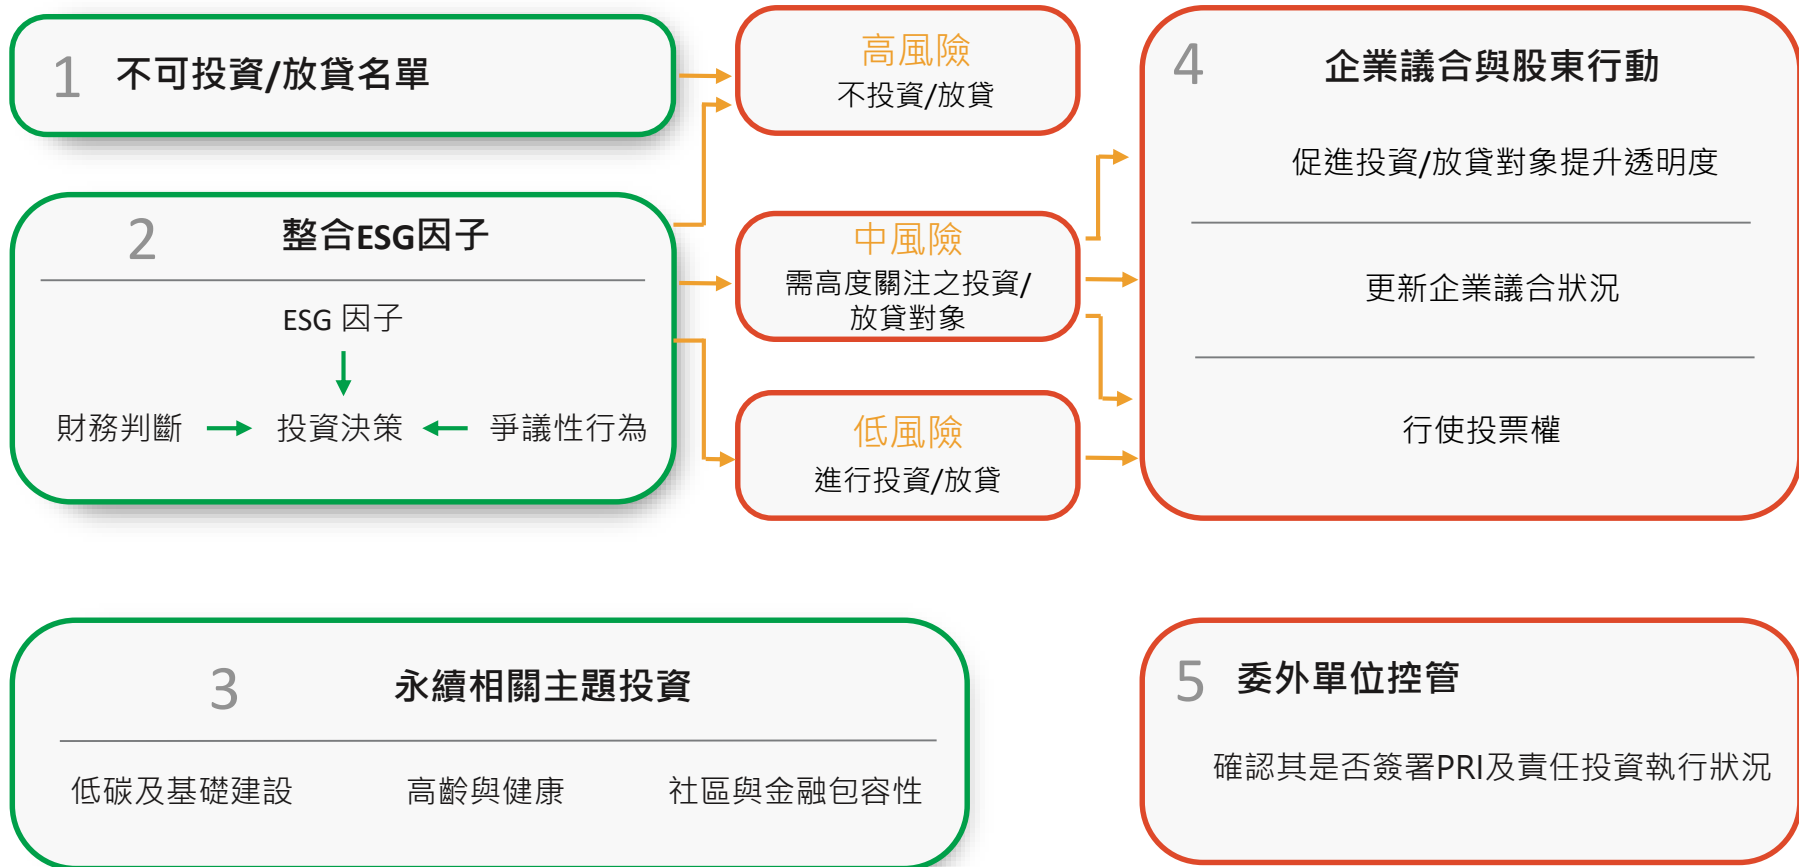 1 不可投資/放貸名單
高風險
不投資/放貸
2 整合ESG因子
ESG 因子
財務判斷 投資決策 爭議性行為
中風險
需高度關注之投資/
放貸對象
低風險
進行投資/放貸
4 企業議合與股東行動
促進投資/放貸對象提升透明度
更新企業議合狀況
行使投票權
3 永續相關主題投資
低碳及基礎建設 高齡與健康 社區與金融包容性
5 委外單位控管
確認其是否簽署PRI及責任投資執行狀況